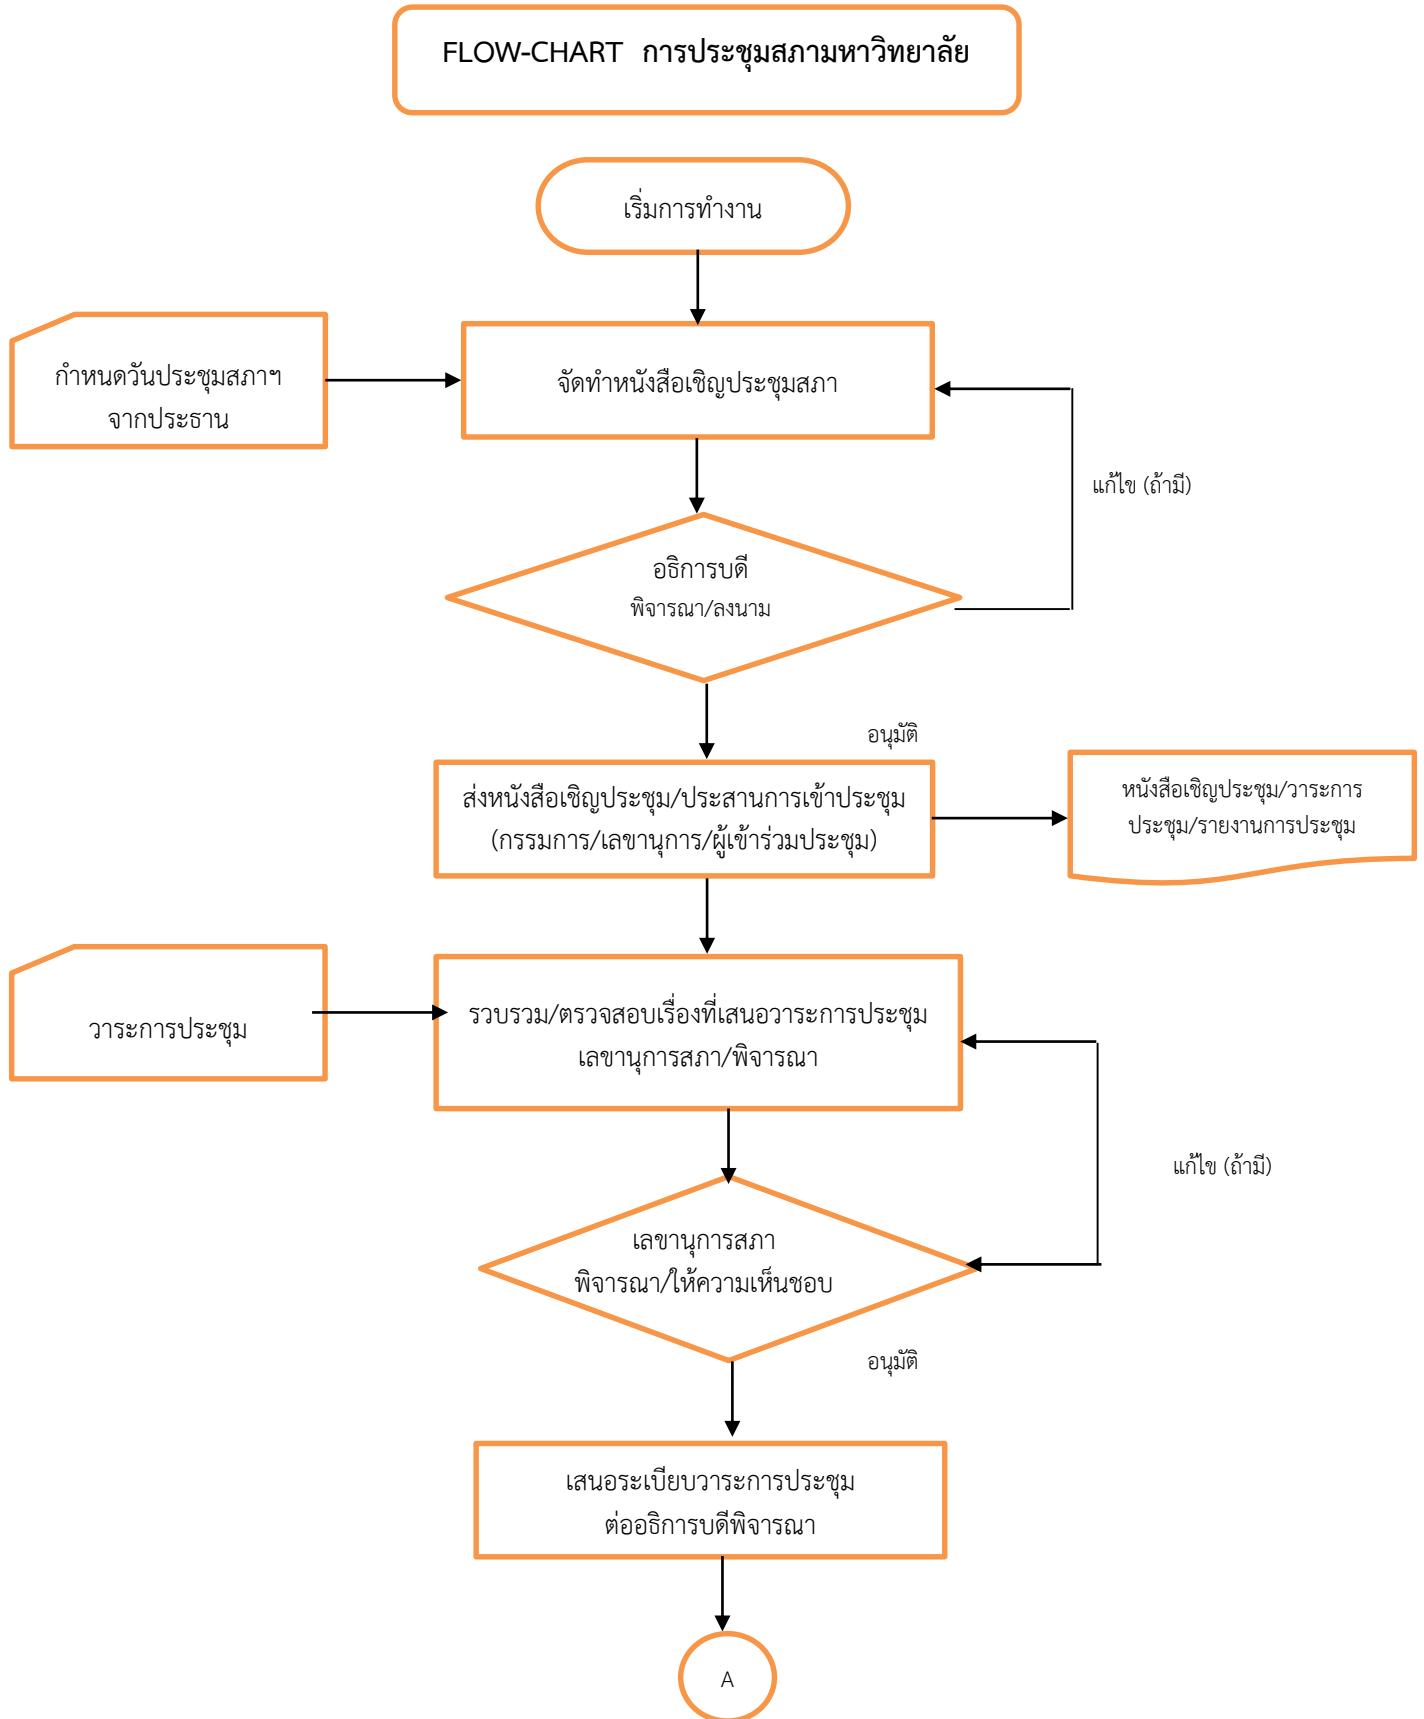 FLOW-CHART การประชุมสภามหาวิทยาลัย
เริ่มการทำงาน
กำหนดวันประชุมสภาฯ
จากประธาน
จัดทำหนังสือเชิญประชุมสภา
แก้ไข (ถ้ามี)
อธิการบดี
พิจารณา/ลงนาม
อนุมัติ
ส่งหนังสือเชิญประชุม/ประสานการเข้าประชุม
(กรรมการ/เลขานุการ/ผู้เข้าร่วมประชุม)
หนังสือเชิญประชุม/วาระการ
ประชุม/รายงานการประชุม
วาระการประชุม
รวบรวม/ตรวจสอบเรื่องที่เสนอวาระการประชุม
เลขานุการสภา/พิจารณา
แก้ไข (ถ้ามี)
เลขานุการสภา
พิจารณา/ให้ความเห็นชอบ
อนุมัติ
เสนอระเบียบวาระการประชุม
ต่ออธิการบดีพิจารณา
A